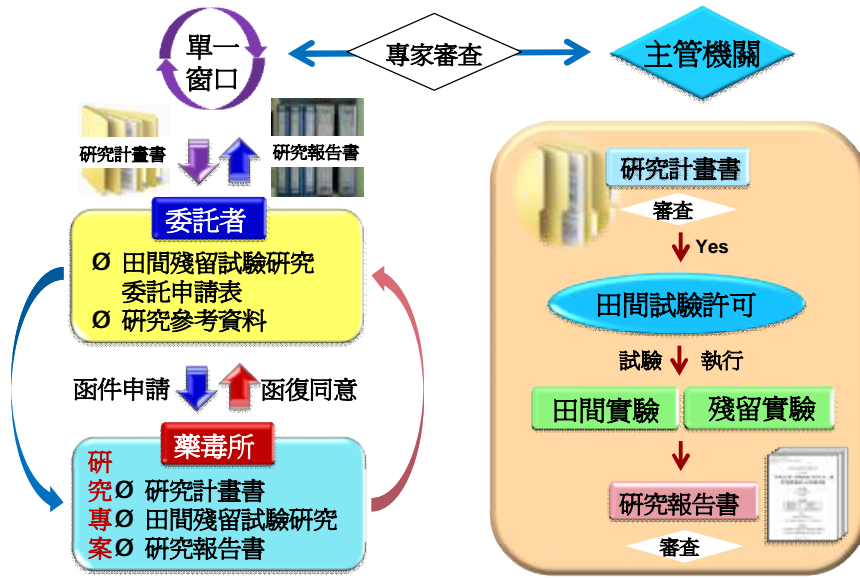 單一
窗口
專家審查
主管機關
研究計畫書
研究報告書
委託者
Ø 田間殘留試驗研究
委託申請表
Ø 研究參考資料
函件申請
函復同意
藥毒所
研究專案
Ø 研究計畫書
Ø 田間殘留試驗研究
Ø 研究報告書
研究計畫書
審查
Yes
田間試驗許可
試驗 執行
田間實驗
殘留實驗
研究報告書
審查